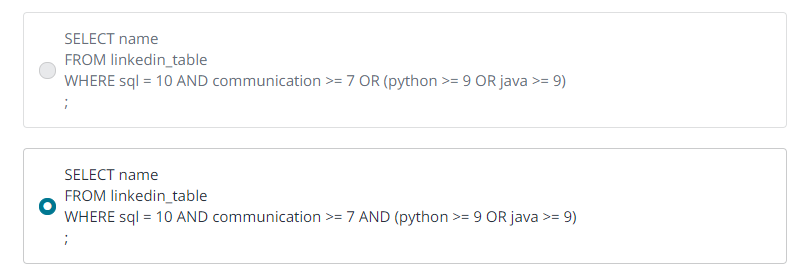 SELECT name
FROM linkedin_table
WHERE sql = 10 AND communication >= 7 OR (python >= 9 OR java >= 9)
;
SELECT name
FROM linkedin_table
WHERE sql = 10 AND communication >= 7 AND (python >= 9 OR java >= 9)
;